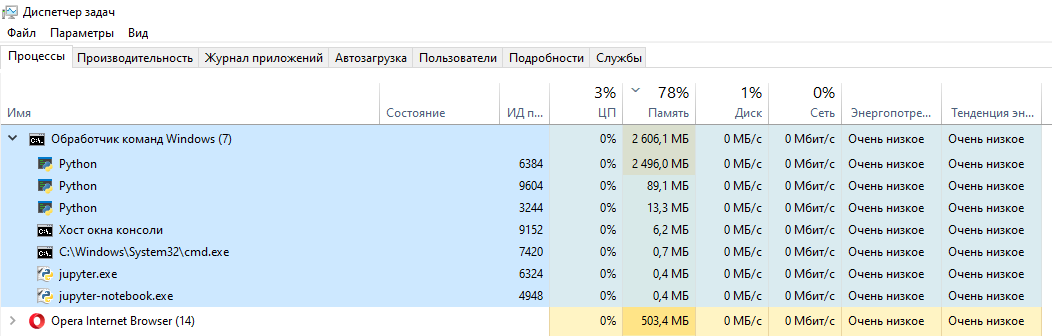 Диспетчер задач
Файл Параметры Вид
Процессы Производительность Журнал приложений Автозагрузка Пользователи Подробности Службы
3% 78% 1% 0%
Имя Состояние ИД п... ЦП Память Диск Сеть Энергопотре... Тенденция эн...
Обработчик команд Windows (7) 0% 2 606,1 МБ 0 МБ/с 0 Мбит/с Очень низкое Очень низкое
Python 6384 0% 2 496,0 МБ 0 МБ/с 0 Мбит/с Очень низкое Очень низкое
Python 9604 0% 89,1 МБ 0 МБ/с 0 Мбит/с Очень низкое Очень низкое
Python 3244 0% 13,3 МБ 0 МБ/с 0 Мбит/с Очень низкое Очень низкое
Хост окна консоли 9152 0% 6,2 МБ 0 МБ/с 0 Мбит/с Очень низкое Очень низкое
C:\Windows\System32\cmd.exe 7420 0% 0,7 МБ 0 МБ/с 0 Мбит/с Очень низкое Очень низкое
jupyter.exe 6324 0% 0,4 МБ 0 МБ/с 0 Мбит/с Очень низкое Очень низкое
jupyter-notebook.exe 4948 0% 0,4 МБ 0 МБ/с 0 Мбит/с Очень низкое Очень низкое
Opera Internet Browser (14) 0% 503,4 МБ 0 МБ/с 0 Мбит/с Очень низкое Очень низкое